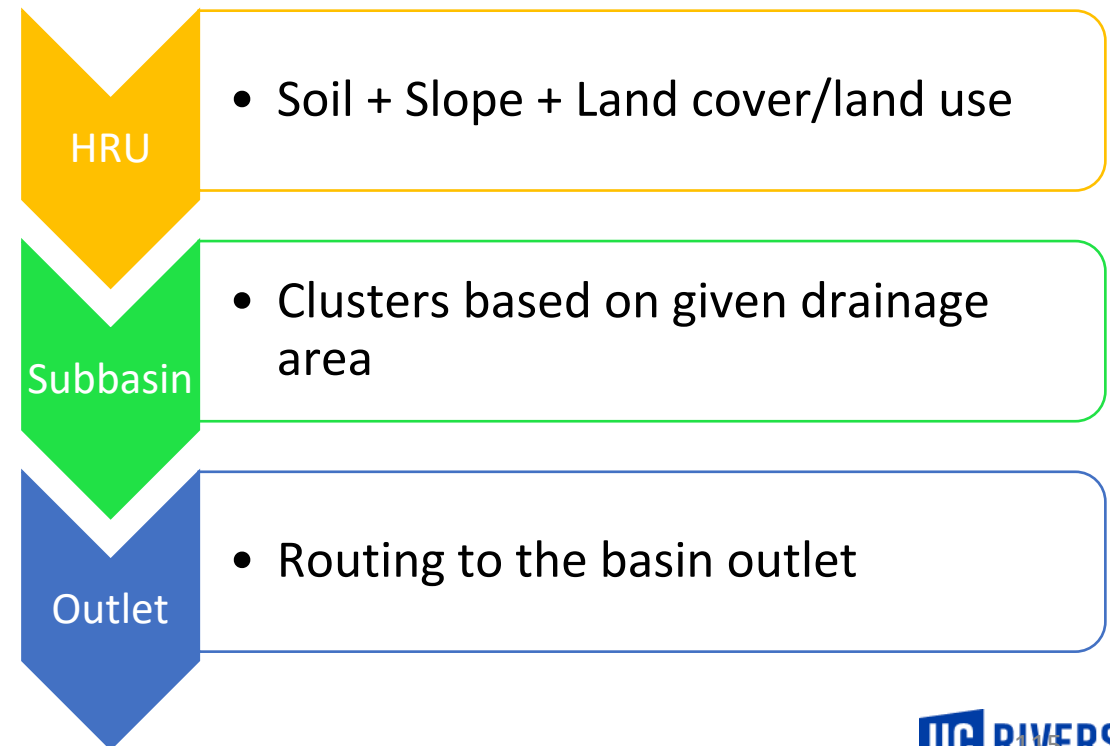 HRU
• Soil + Slope + Land cover/land use
Subbasin
• Clusters based on given drainage
area
Outlet
• Routing to the basin outlet
UC